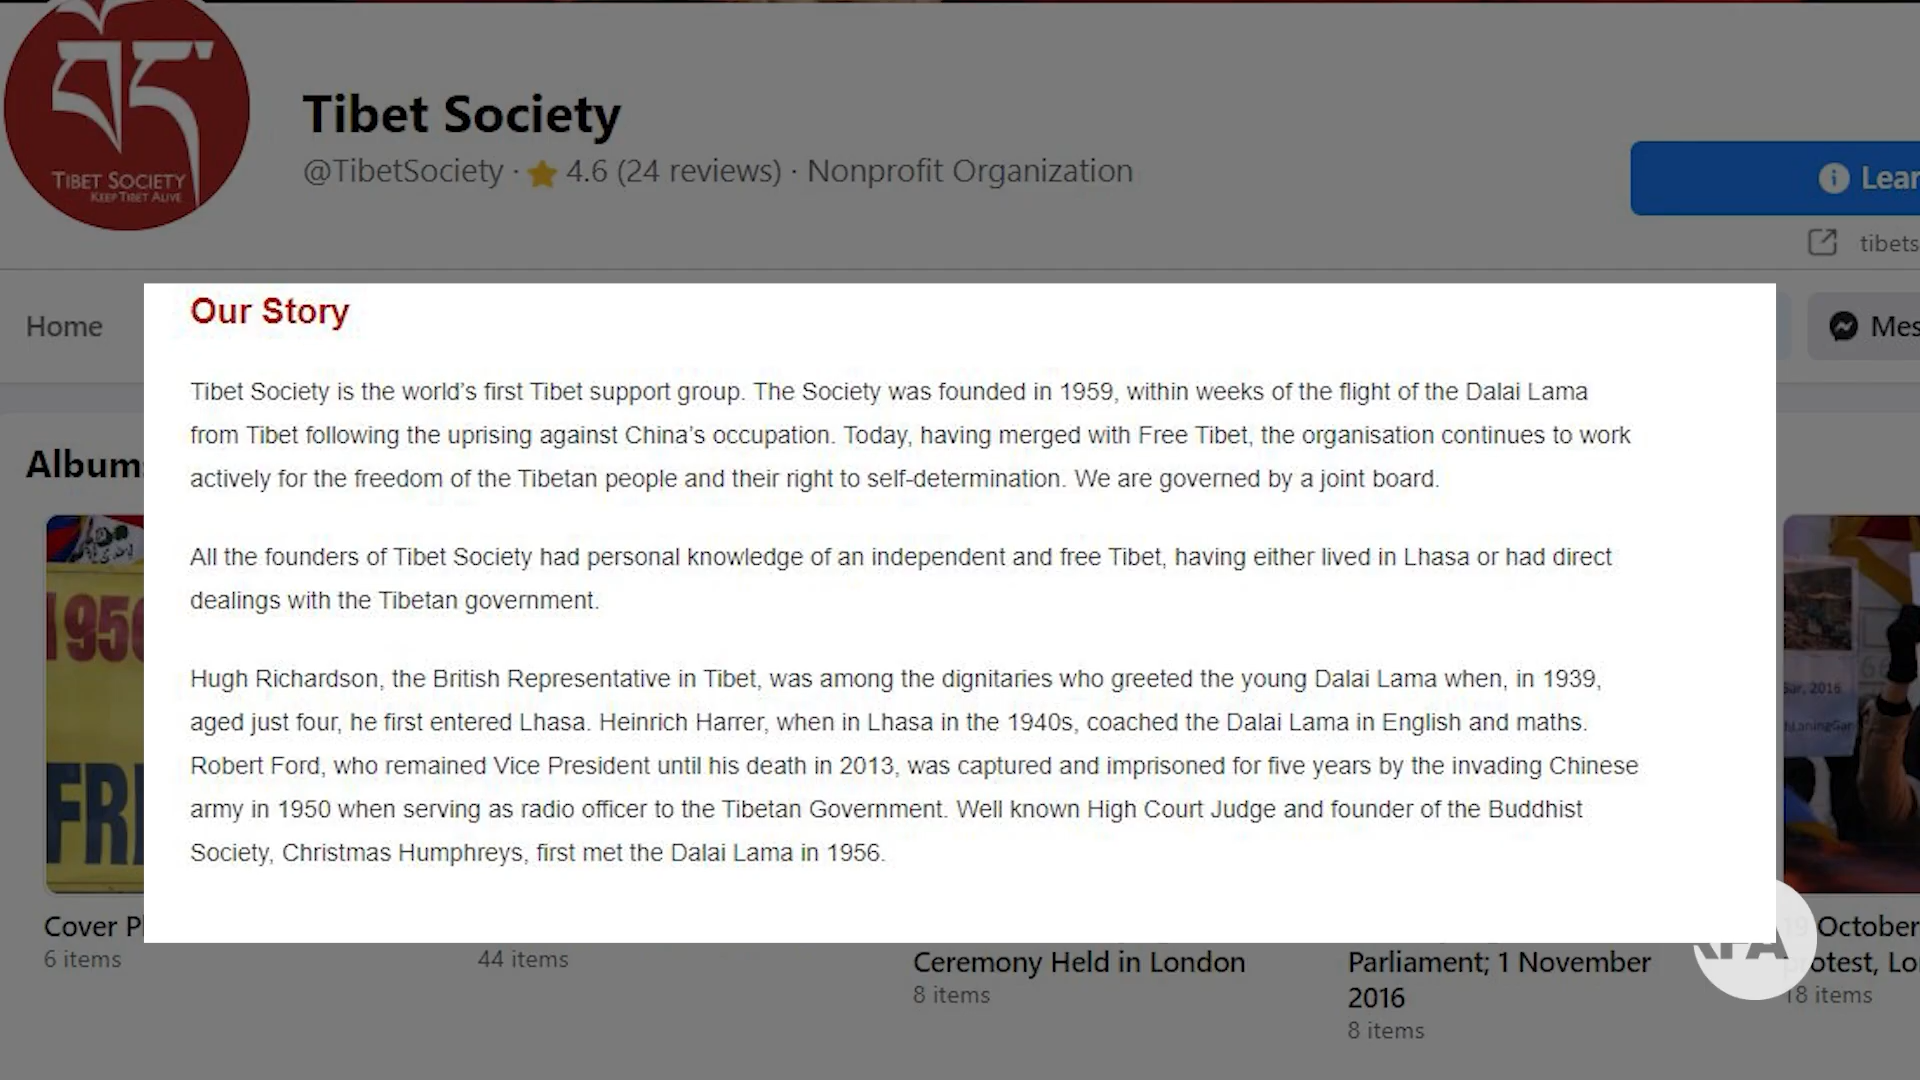 བོད
TIBET SOCIETY
KEEP TIBET ALIVE
Tibet Society
@TibetSociety · 4.6 (24 reviews) · Nonprofit Organization
Lear
tibets
Home
Mes
Our Story
Tibet Society is the world’s first Tibet support group. The Society was founded in 1959, within weeks of the flight of the Dalai Lama
from Tibet following the uprising against China’s occupation. Today, having merged with Free Tibet, the organisation continues to work
actively for the freedom of the Tibetan people and their right to self-determination. We are governed by a joint board.
All the founders of Tibet Society had personal knowledge of an independent and free Tibet, having either lived in Lhasa or had direct
dealings with the Tibetan government.
Hugh Richardson, the British Representative in Tibet, was among the dignitaries who greeted the young Dalai Lama when, in 1939,
aged just four, he first entered Lhasa. Heinrich Harrer, when in Lhasa in the 1940s, coached the Dalai Lama in English and maths.
Robert Ford, who remained Vice President until his death in 2013, was captured and imprisoned for five years by the invading Chinese
army in 1950 when serving as radio officer to the Tibetan Government. Well known High Court Judge and founder of the Buddhist
Society, Christmas Humphreys, first met the Dalai Lama in 1956.
Album
1950
FR
Cover P
6 items
44 items
Ceremony Held in London
8 items
Parliament; 1 November
2016
8 items
19 October
protest, Lo
18 items
RFA